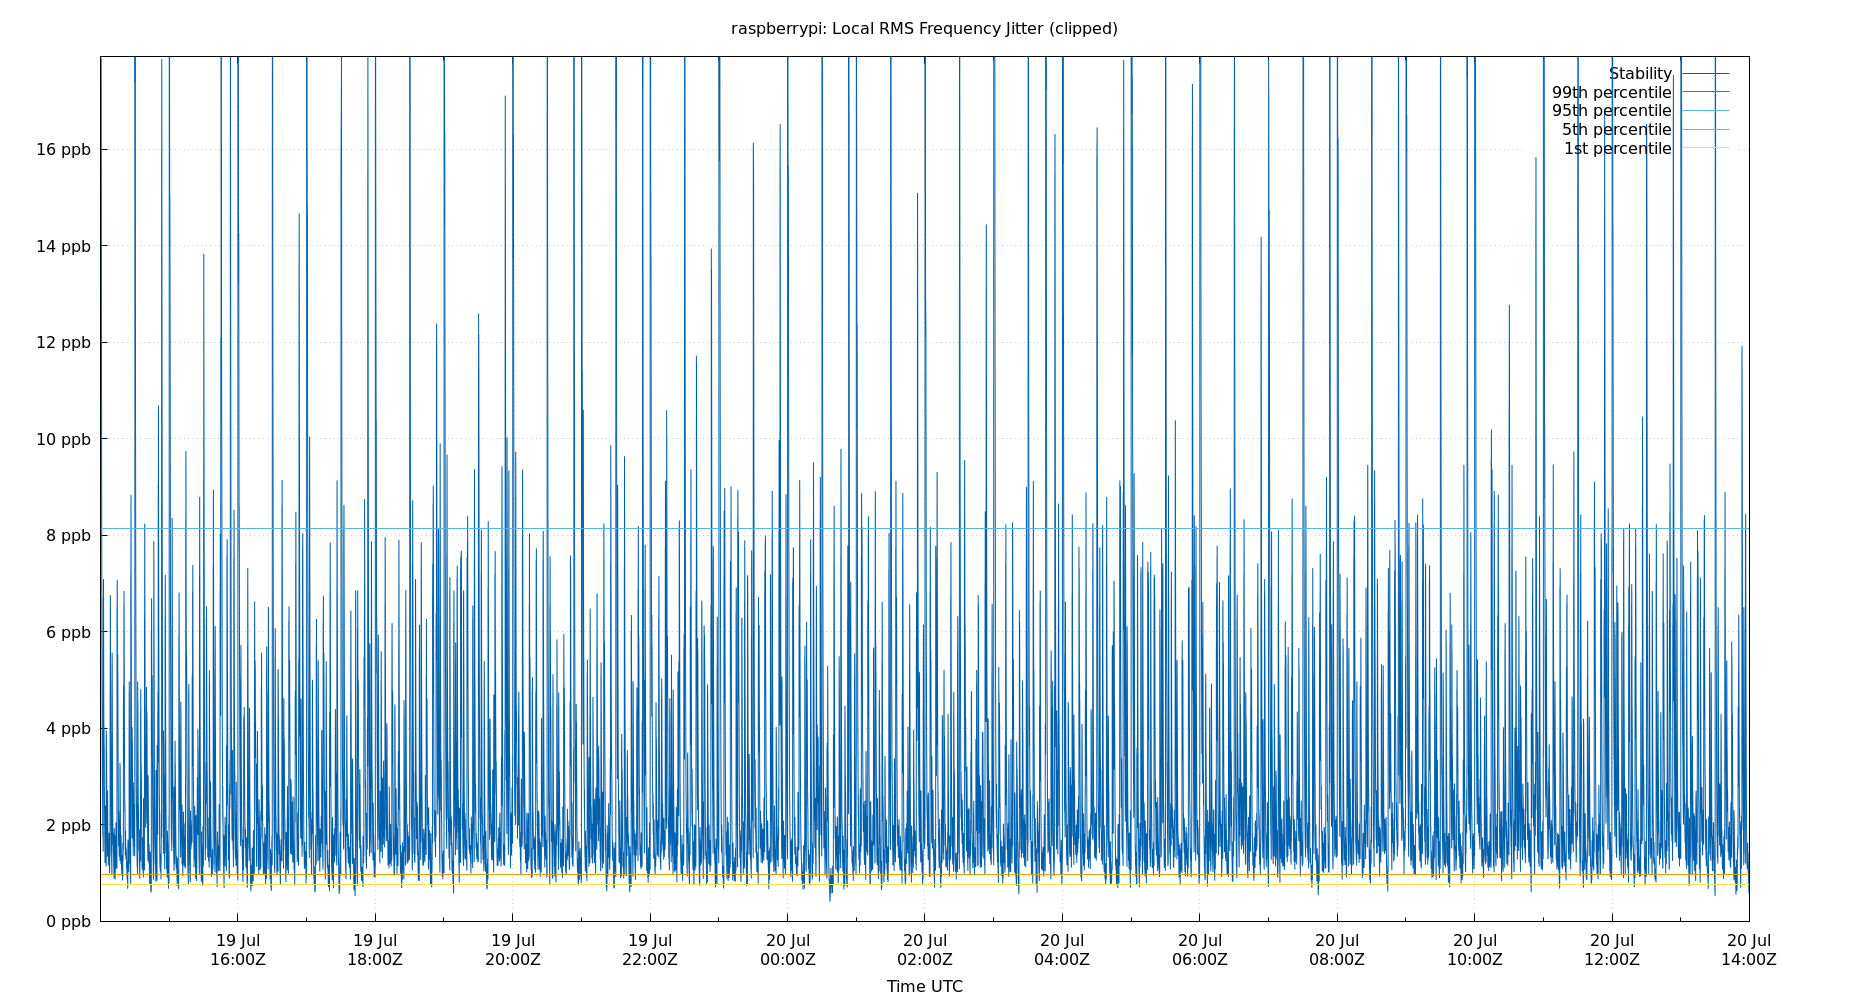 raspberrypi: Local RMS Frequency Jitter (clipped)
Stability
99th percentile
95th percentile
5th percentile
1st percentile
16 ppb
14 ppb
12 ppb
10 ppb
8 ppb
6 ppb
4 ppb
2 ppb
0 ppb
19 Jul 19 Jul 19 Jul 19 Jul 20 Jul 20 Jul 20 Jul 20 Jul 20 Jul 20 Jul 20 Jul 20 Jul
16:00Z 18:00Z 20:00Z 22:00Z 00:00Z 02:00Z 04:00Z 06:00Z 08:00Z 10:00Z 12:00Z 14:00Z
Time UTC